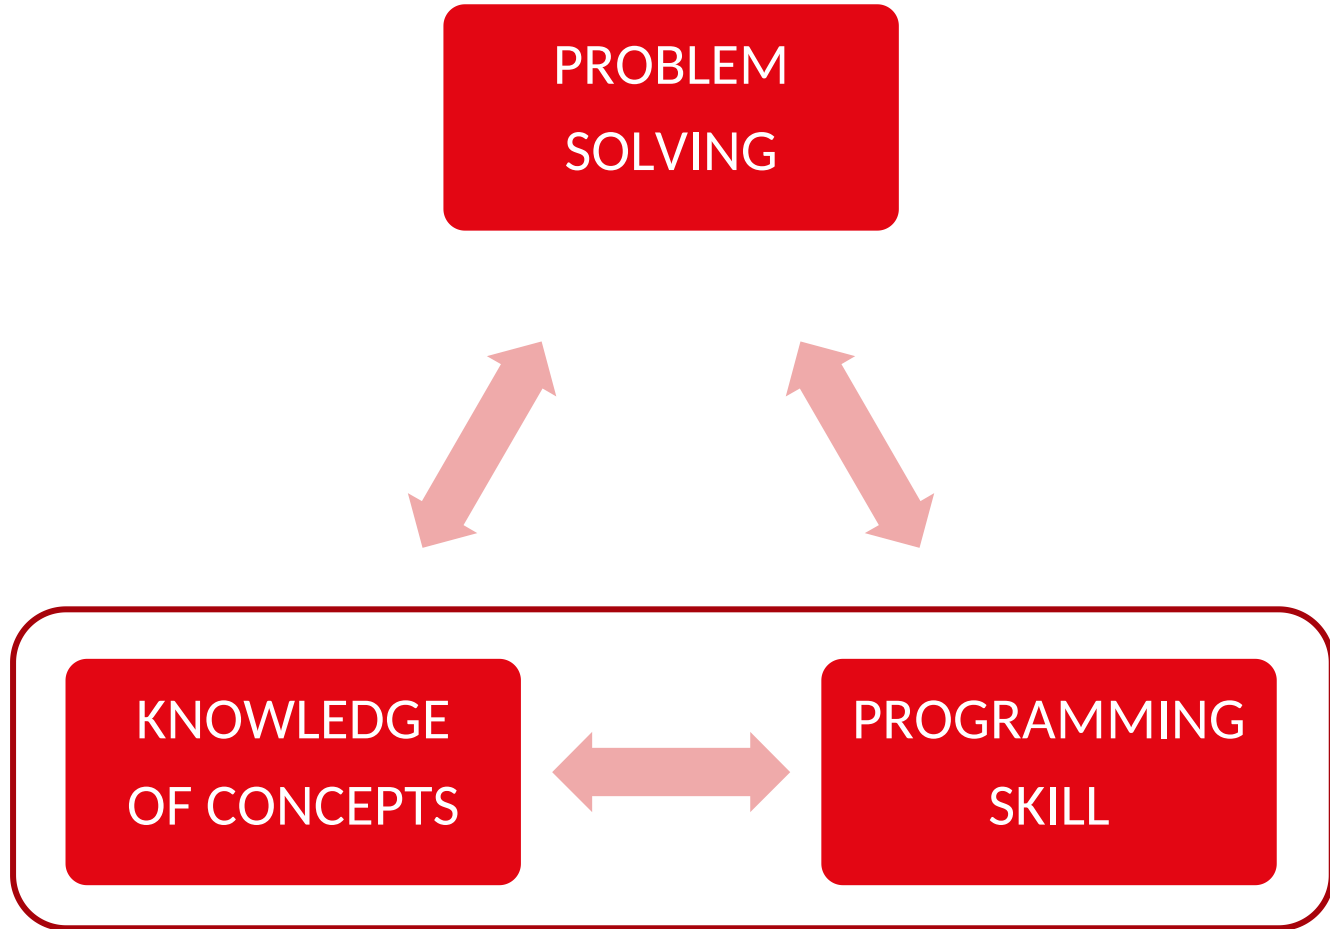 PROBLEM
SOLVING
KNOWLEDGE
OF CONCEPTS
PROGRAMMING
SKILL